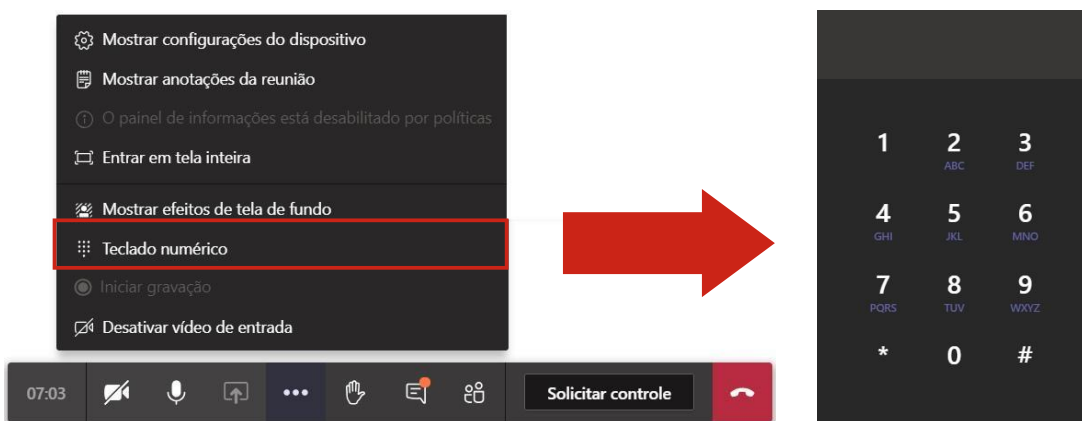 Mostrar configurações do dispositivo
Mostrar anotações da reunião
O painel de informações está desabilitado por políticas
Entrar em tela inteira
Mostrar efeitos de tela de fundo
Teclado numérico
Iniciar gravação
Desativar vídeo de entrada
07:03
Solicitar controle
1 2 3
ABC DEF
4 5 6
GHI JKL MNO
7 8 9
PQRS TUV WXYZ
* 0 #